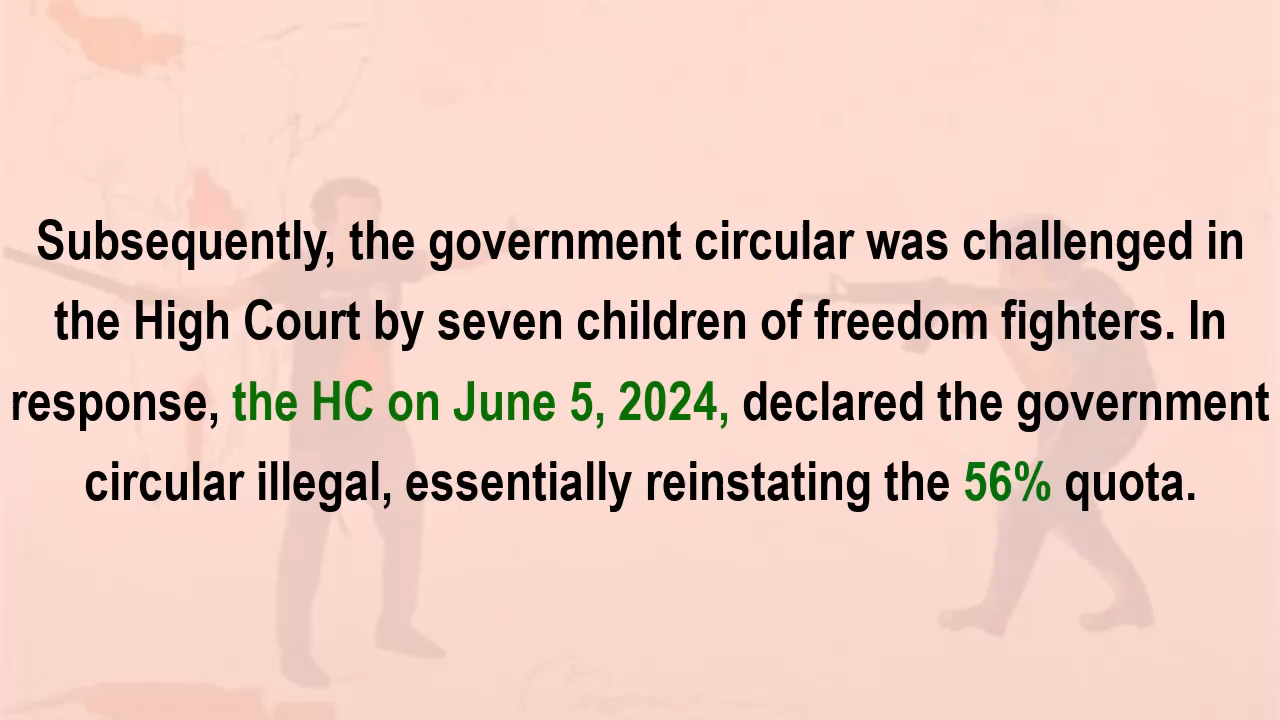 Subsequently, the government circular was challenged in
the High Court by seven children of freedom fighters. In
response, the HC on June 5, 2024, declared the government
circular illegal, essentially reinstating the 56% quota.